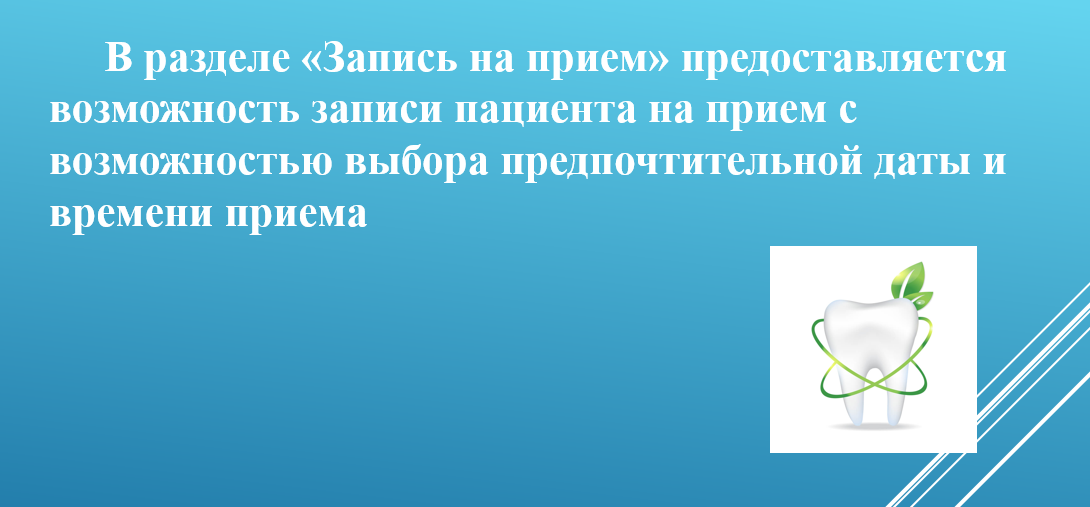 В разделе «Запись на прием» предоставляется
возможность записи пациента на прием с
возможностью выбора предпочтительной даты и
времени приема